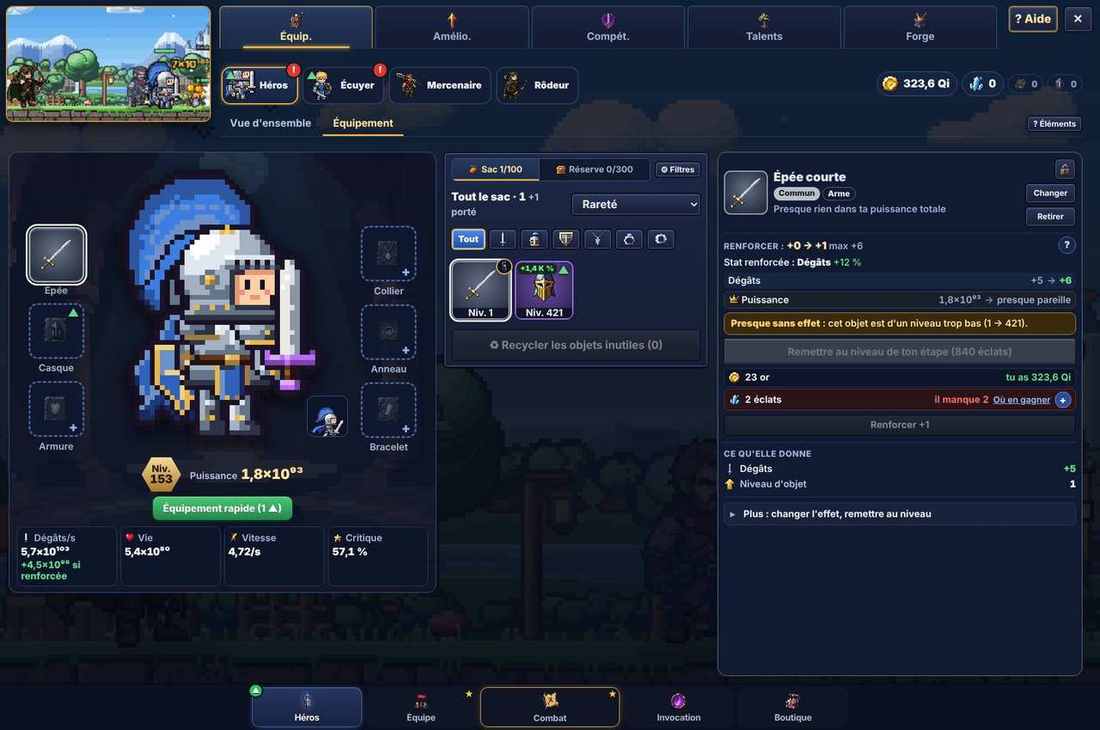 7×10
Équip.
Amélio.
Compét.
Talents
Forge
? Aide
×
Héros
!
Écuyer
!
Mercenaire
Rôdeur
323,6 Qi
0
0
0
Vue d'ensemble
Équipement
? Éléments
Épée
Casque
Armure
Collier
Anneau
Bracelet
Niv.
153
Puissance 1,8×10⁹³
Équipement rapide (1 ▲)
Dégâts/s
5,7×10¹⁰³
+4,5×10⁹⁸ si
renforcée
Vie
5,4×10⁸⁰
Vitesse
4,72/s
Critique
57,1 %
Sac 1/100
Réserve 0/300
Filtres
Tout le sac · 1 +1
porté
Rareté
Tout
Niv. 1
+1,4 K %
Niv. 421
Recycler les objets inutiles (0)
Épée courte
Commun
Arme
Presque rien dans ta puissance totale
Changer
Retirer
RENFORCER : +0 → +1 max +6
?
Stat renforcée : Dégâts +12 %
Dégâts
+5 → +6
Puissance
1,8×10⁹³ → presque pareille
Presque sans effet : cet objet est d'un niveau trop bas (1 → 421).
Remettre au niveau de ton étape (840 éclats)
23 or
tu as 323,6 Qi
2 éclats
il manque 2 Où en gagner +
Renforcer +1
CE QU'ELLE DONNE
Dégâts
+5
Niveau d'objet
1
▸ Plus : changer l'effet, remettre au niveau
Héros
Équipe
Combat
Invocation
Boutique